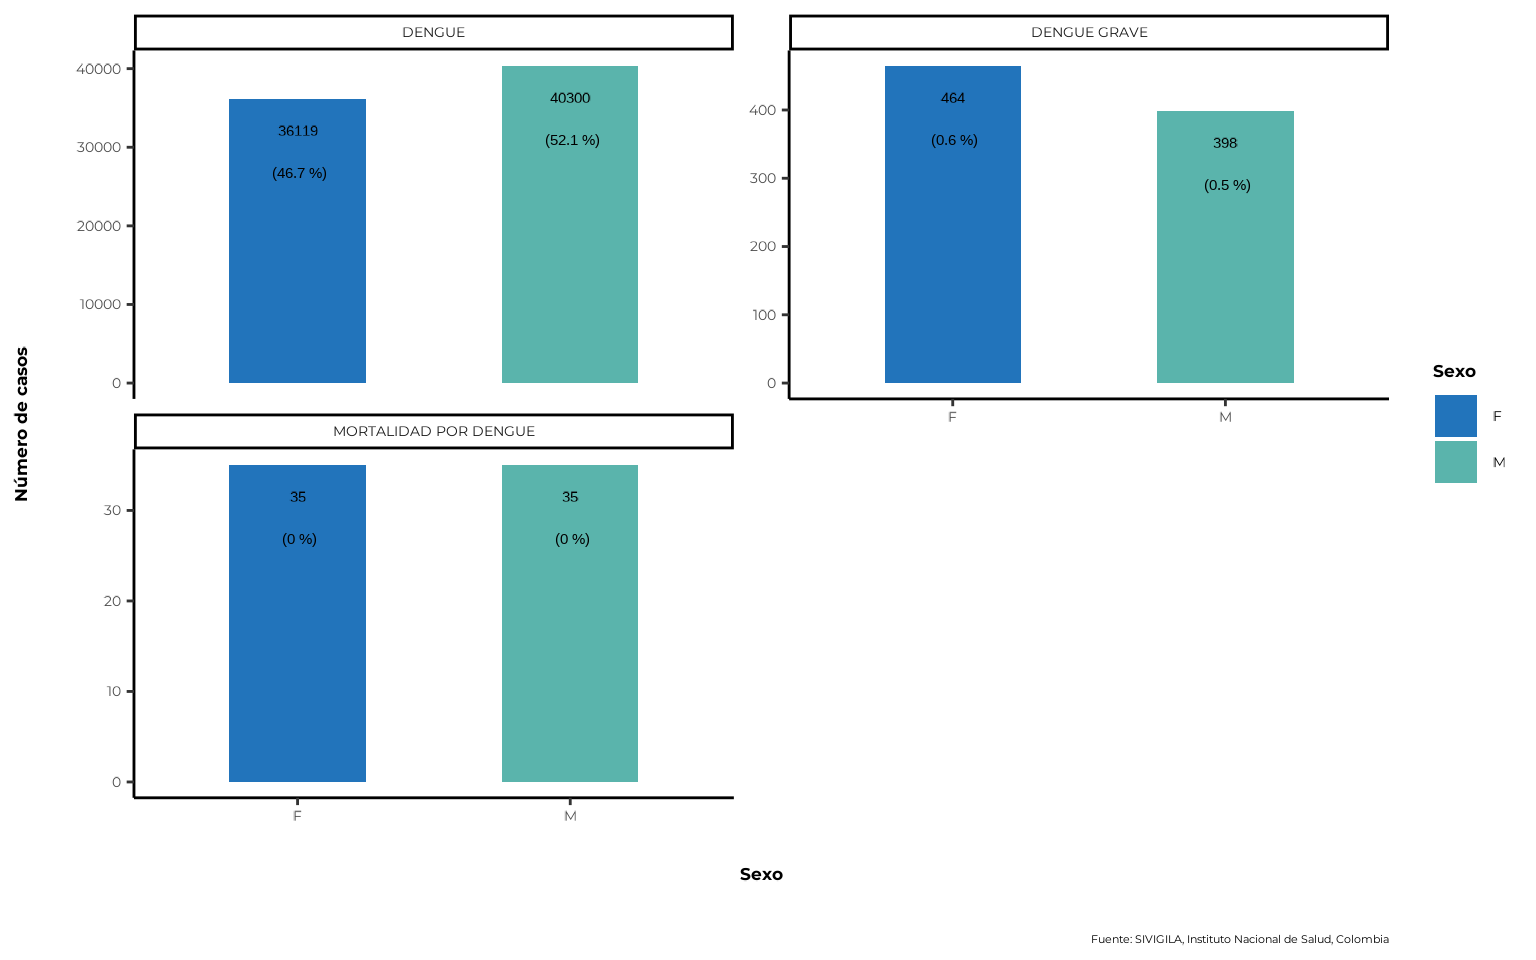 DENGUE
40000
30000
20000
10000
0
36119
(46.7 %)
40300
(52.1 %)
DENGUE GRAVE
400
300
200
100
0
464
(0.6 %)
398
(0.5 %)
F
M
MORTALIDAD POR DENGUE
30
20
10
0
35
(0 %)
35
(0 %)
F
M
Número de casos
Sexo
Sexo
F
M
Fuente: SIVIGILA, Instituto Nacional de Salud, Colombia